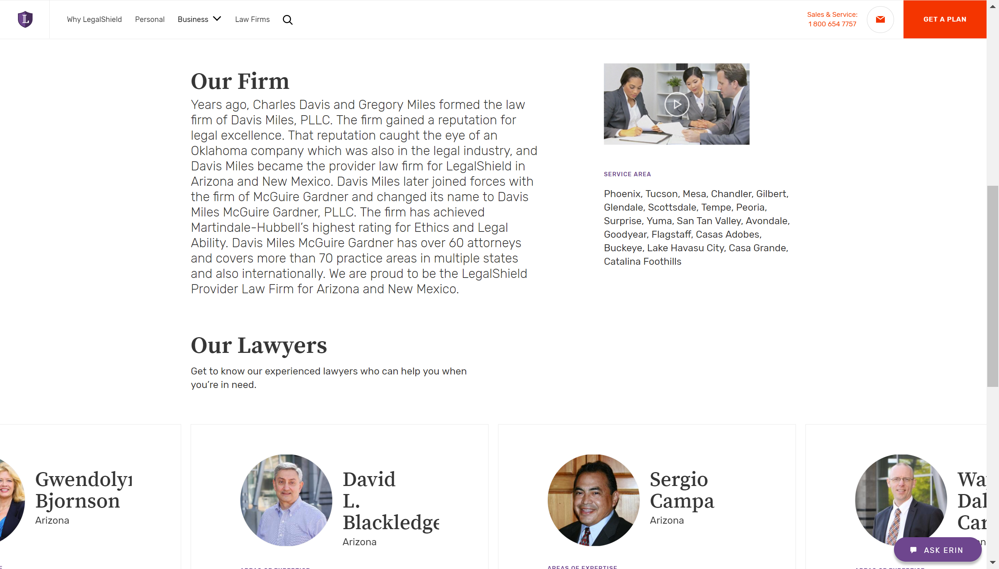 L
Why LegalShield
Personal
Business
Law Firms
Sales & Service:
1 800 654 7757
GET A PLAN
Our Firm
Years ago, Charles Davis and Gregory Miles formed the law
firm of Davis Miles, PLLC. The firm gained a reputation for
legal excellence. That reputation caught the eye of an
Oklahoma company which was also in the legal industry, and
Davis Miles became the provider law firm for LegalShield in
Arizona and New Mexico. Davis Miles later joined forces with
the firm of McGuire Gardner and changed its name to Davis
Miles McGuire Gardner, PLLC. The firm has achieved
Martindale-Hubbell’s highest rating for Ethics and Legal
Ability. Davis Miles McGuire Gardner has over 60 attorneys
and covers more than 70 practice areas in multiple states
and also internationally. We are proud to be the LegalShield
Provider Law Firm for Arizona and New Mexico.
SERVICE AREA
Phoenix, Tucson, Mesa, Chandler, Gilbert,
Glendale, Scottsdale, Tempe, Peoria,
Surprise, Yuma, San Tan Valley, Avondale,
Goodyear, Flagstaff, Casas Adobes,
Buckeye, Lake Havasu City, Casa Grande,
Catalina Foothills
Our Lawyers
Get to know our experienced lawyers who can help you when
you’re in need.
Gwendolyn
Bjornson
Arizona
David
L.
Blackledge
Arizona
AREAS OF EXPERTISE
Sergio
Campa
Arizona
AREAS OF EXPERTISE
AREAS OF EXPERTISE
ASK ERIN